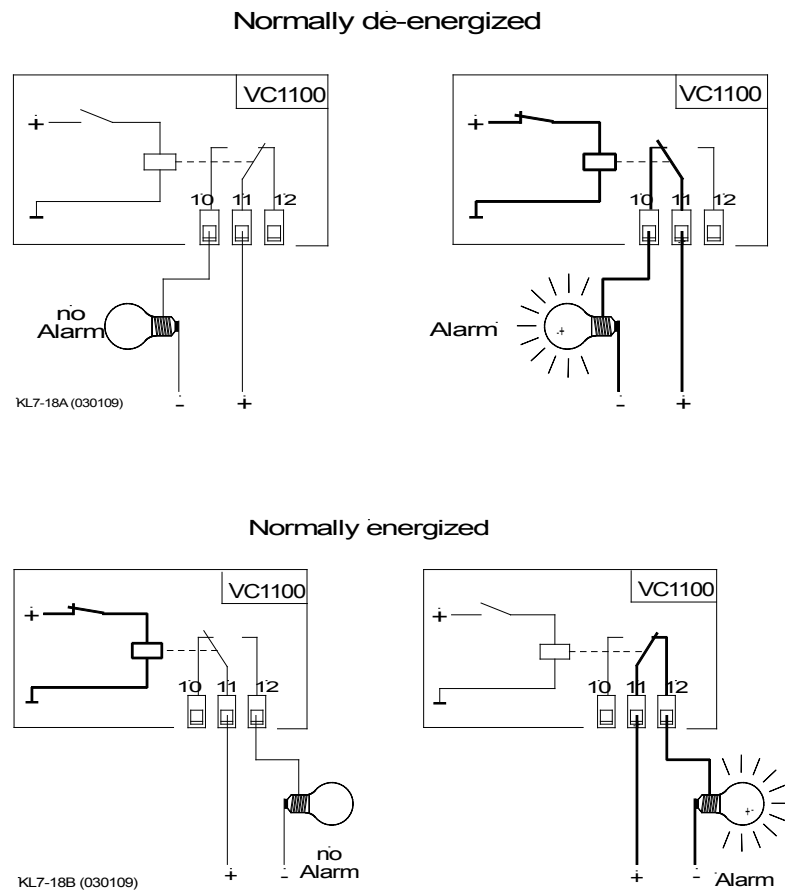 Normally de-energized
VC1100
VC1100
+
+
10 11 12
10 11 12
no
Alarm
Alarm
KL7-18A (030109)
- +
- +
Normally energized
VC1100
VC1100
+
+
10 11 12
10 11 12
no
Alarm
Alarm
+ -
+ -
KL7-18B (030109)